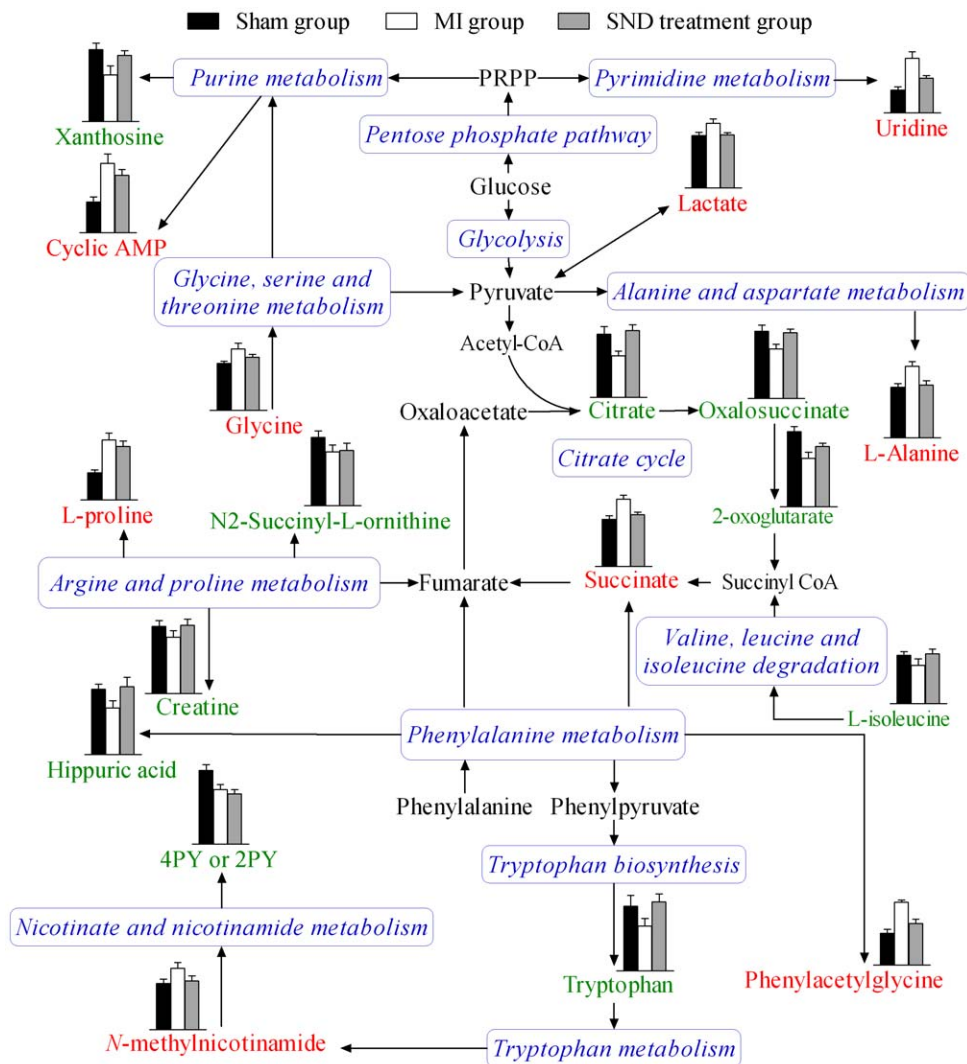 Sham group MI group SND treatment group
Purine metabolism PRPP Pyrimidine metabolism
Xanthosine Pentose phosphate pathway Uridine
Glucose
Lactate
Cyclic AMP Glycolysis
Glycine, serine and
threonine metabolism
Pyruvate Alanine and aspartate metabolism
Acetyl-CoA
Glycine Oxaloacetate Citrate Oxalosuccinate
L-Alanine
Citrate cycle
L-proline N2-Succinyl-L-ornithine 2-oxoglutarate
Argine and proline metabolism Fumarate Succinate Succinyl CoA
Valine, leucine and
isoleucine degradation
Creatine L-isoleucine
Phenylalanine metabolism
Hippuric acid
Phenylalanine Phenylpyruvate
4PY or 2PY Tryptophan biosynthesis
Nicotinate and nicotinamide metabolism
Tryptophan Phenylacetylglycine
N-methylnicotinamide Tryptophan metabolism